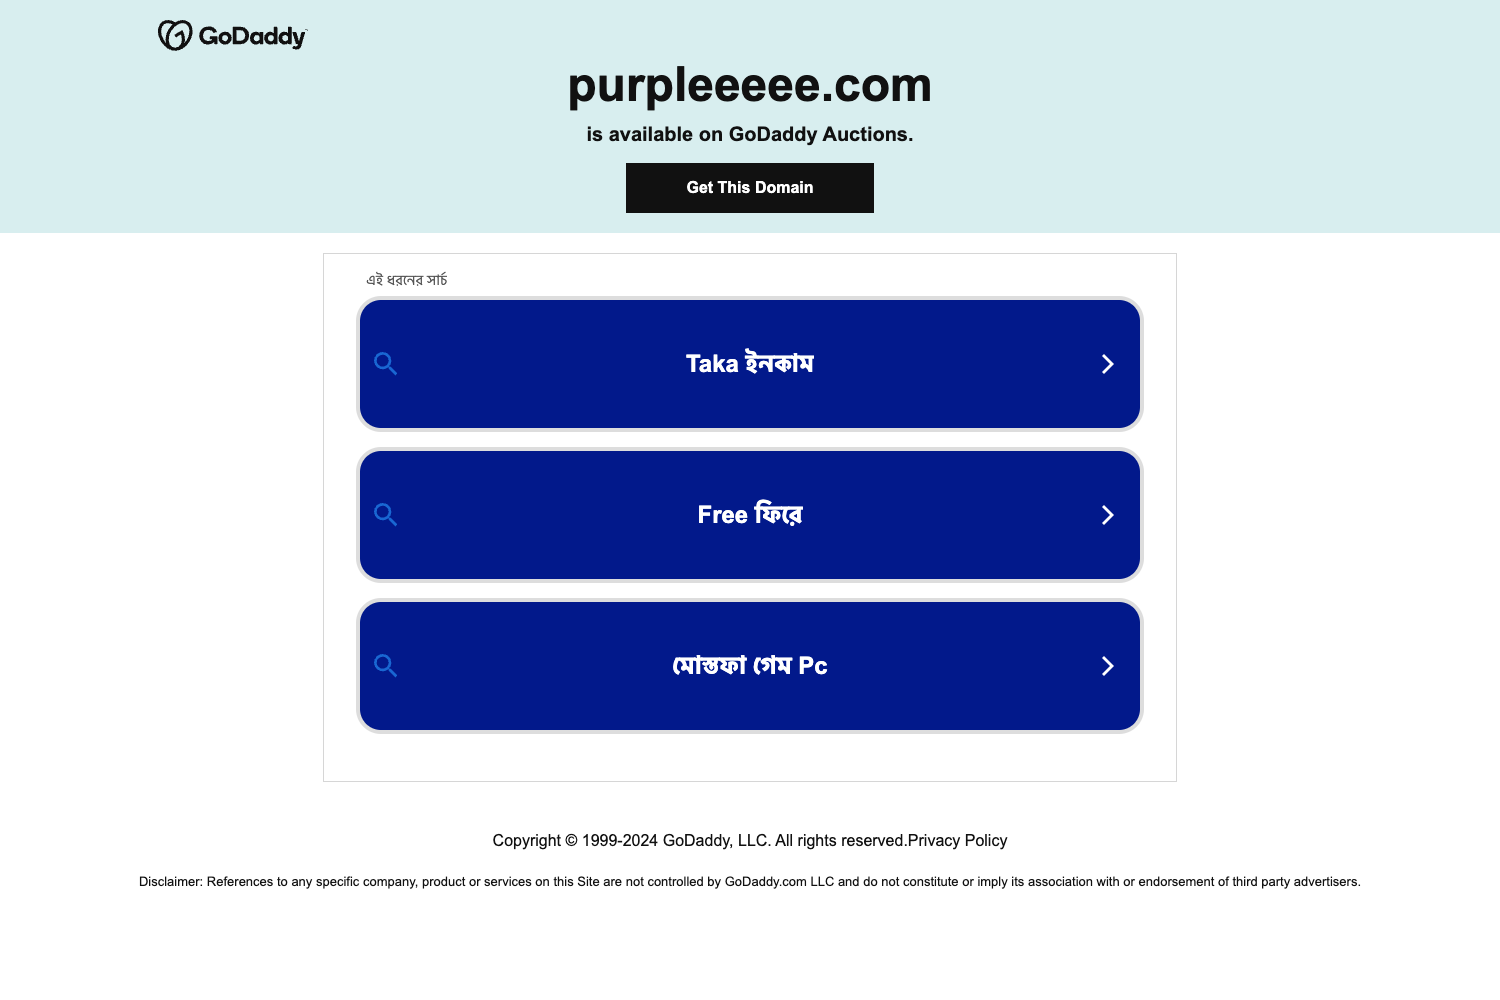 GoDaddy
purpleeeee.com
is available on GoDaddy Auctions.
Get This Domain
এই ধরনের সার্চ
Taka ইনকাম
Free ফিরে
মোস্তফা গেম Pc
Copyright © 1999-2024 GoDaddy, LLC. All rights reserved.Privacy Policy
Disclaimer: References to any specific company, product or services on this Site are not controlled by GoDaddy.com LLC and do not constitute or imply its association with or endorsement of third party advertisers.